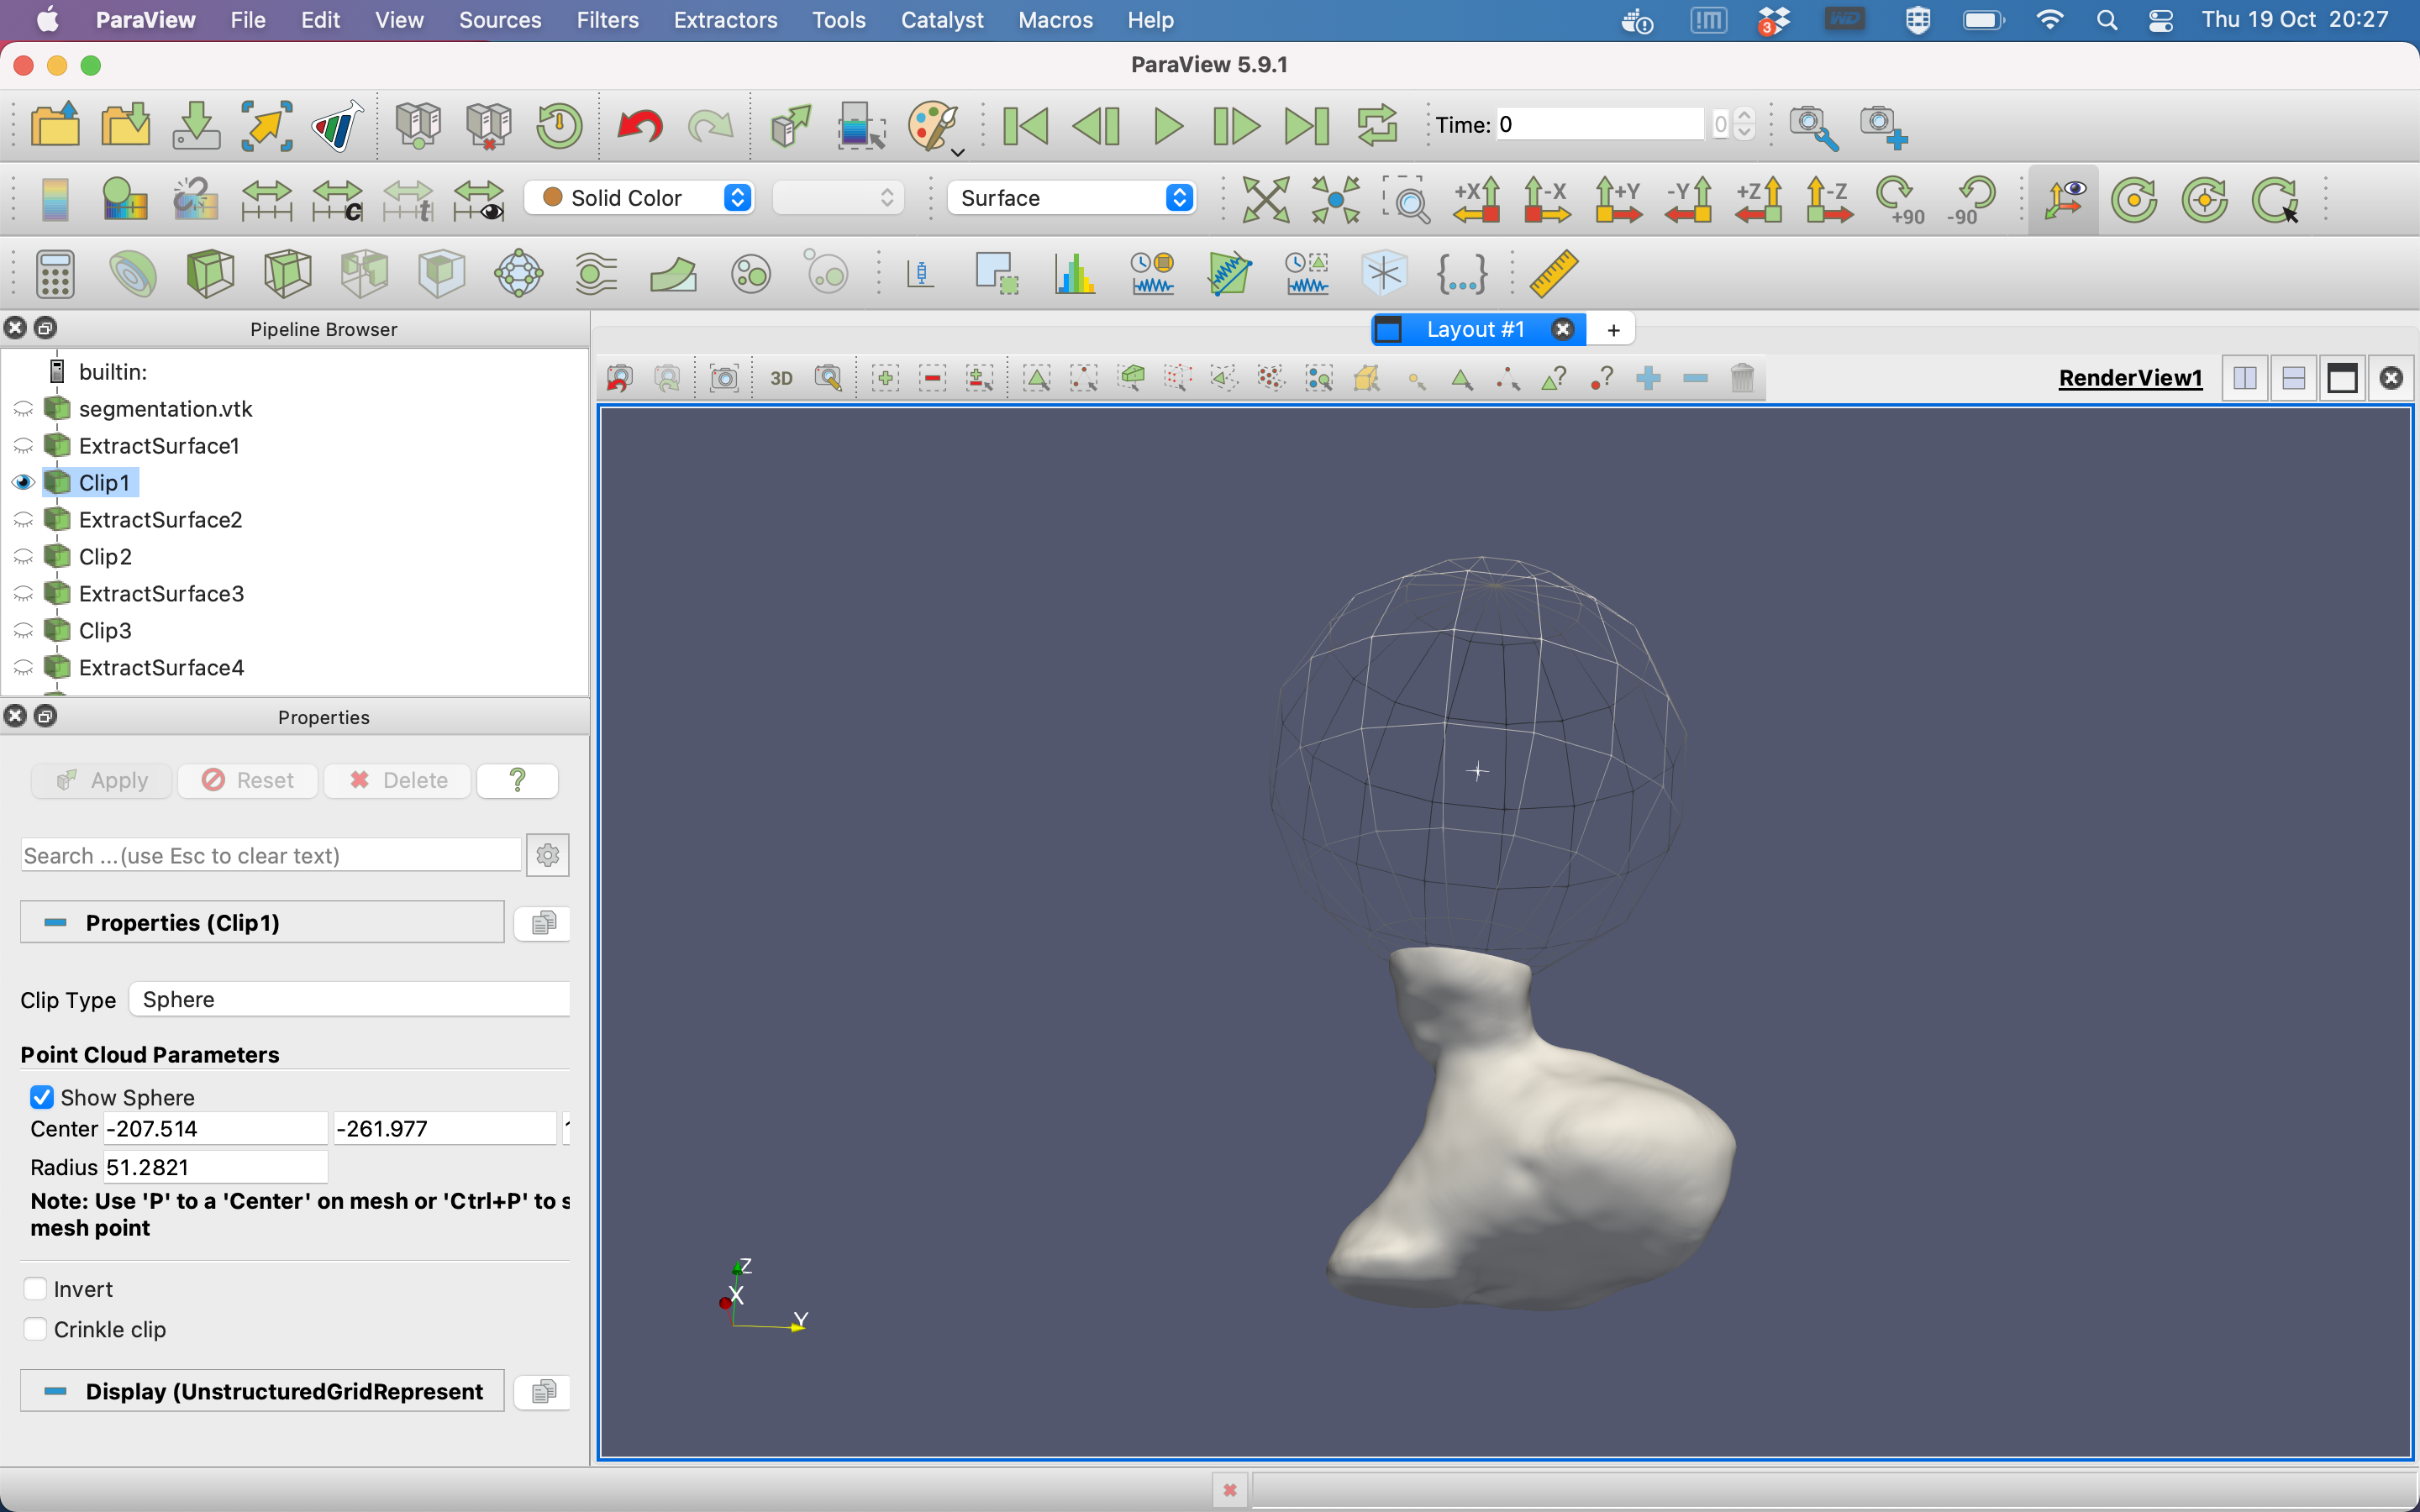 ParaView File Edit View Sources Filters Extractors Tools Catalyst Macros Help 3 WD Thu 19 Oct 20:27
ParaView 5.9.1
Time: 0 0
c t Solid Color Surface +X -X +Y -Y +Z -Z +90 -90
{...}
Pipeline Browser
Layout #1 +
builtin:
3D RenderView1
segmentation.vtk
ExtractSurface1
Clip1
ExtractSurface2
Clip2
ExtractSurface3
Clip3
ExtractSurface4
Properties
Apply Reset Delete ?
Search ...(use Esc to clear text)
Properties (Clip1)
Clip Type Sphere
Point Cloud Parameters
Show Sphere
Center -207.514 -261.977
Radius 51.2821
Note: Use 'P' to a 'Center' on mesh or 'Ctrl+P' to s
mesh point
Invert
Crinkle clip
Display (UnstructuredGridRepresent
Z
X
Y